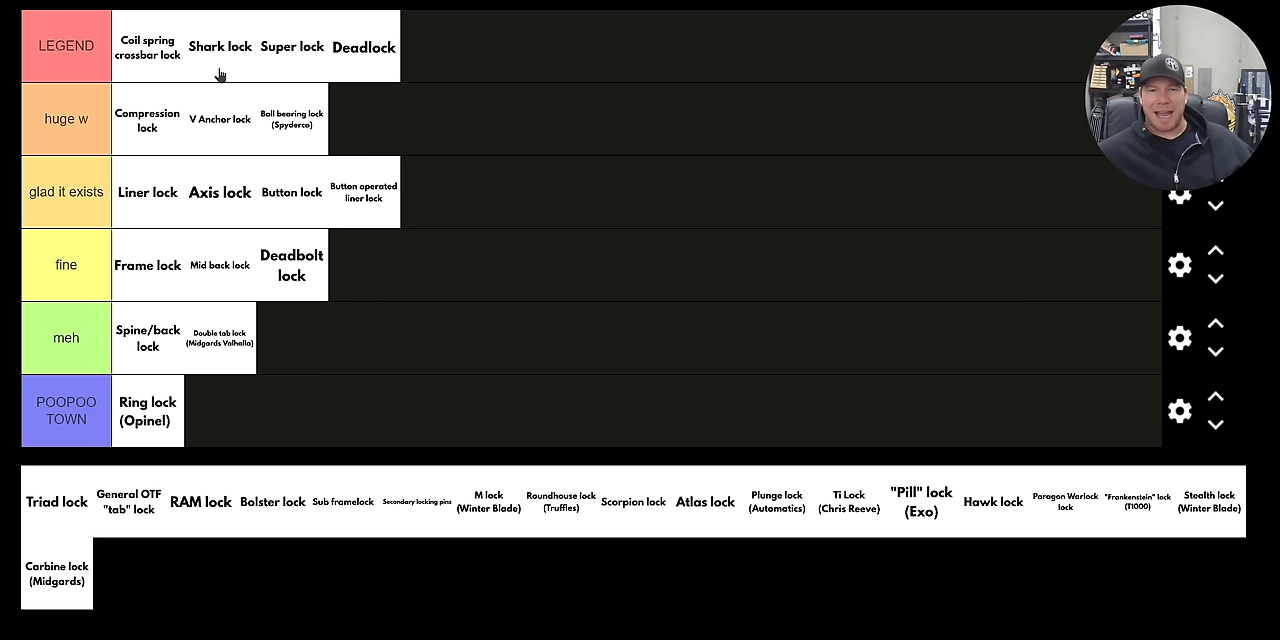 LEGEND
Coil spring
crossbar lock
Shark lock
Super lock
Deadlock
huge w
Compression
lock
V Anchor lock
Ball bearing lock
(Spyderco)
glad it exists
Liner lock
Axis lock
Button lock
Button operated
liner lock
fine
Frame lock
Mid back lock
Deadbolt
lock
meh
Spine/back
lock
Double tab lock
(Midgards Valhalla)
POOPOO
TOWN
Ring lock
(Opinel)
Triad lock
General OTF
"tab" lock
RAM lock
Bolster lock
Sub framelock
Secondary locking pins
M lock
(Winter Blade)
Roundhouse lock
(Truffles)
Scorpion lock
Atlas lock
Plunge lock
(Automatics)
Ti Lock
(Chris Reeve)
"Pill" lock
(Exo)
Hawk lock
Paragon Warlock
lock
"Frankenstein" lock
(T1000)
Stealth lock
(Winter Blade)
Carbine lock
(Midgards)